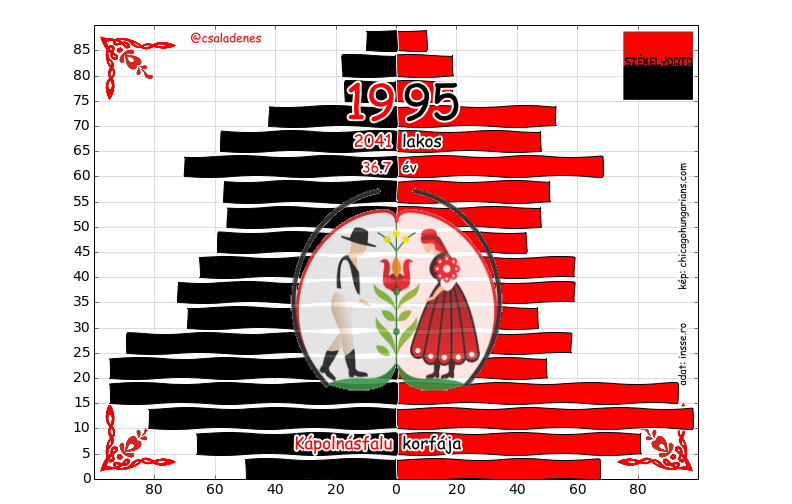 @csaladenes
SZÉKELYDATA
1995
2041 lakos
36.7 év
kép: chicagohungarians.com
adat: insse.ro
Kápolnásfalu korfája
85
80
75
70
65
60
55
50
45
40
35
30
25
20
15
10
5
0
80 60 40 20 0 20 40 60 80